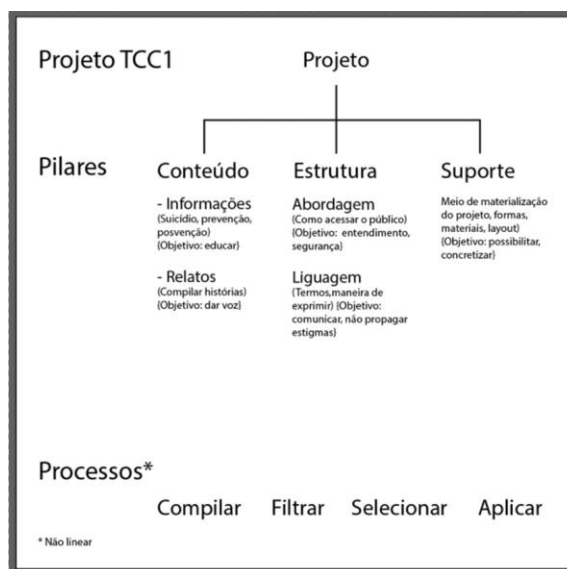 Projeto TCC1
Projeto
Pilares
Conteúdo
- Informações
(Suicídio, prevenção,
posvenção)
{Objetivo: educar}
- Relatos
(Compilar histórias)
{Objetivo: dar voz}
Estrutura
Abordagem
(Como acessar o público)
{Objetivo: entendimento,
segurança}
Liguagem
(Termos,maneira de
exprimir) {Objetivo:
comunicar, não propagar
estigmas}
Suporte
Meio de materialização
do projeto, formas,
materiais, layout)
{Objetivo: possibilitar,
concretizar}
Processos*
Compilar Filtrar Selecionar Aplicar
* Não linear